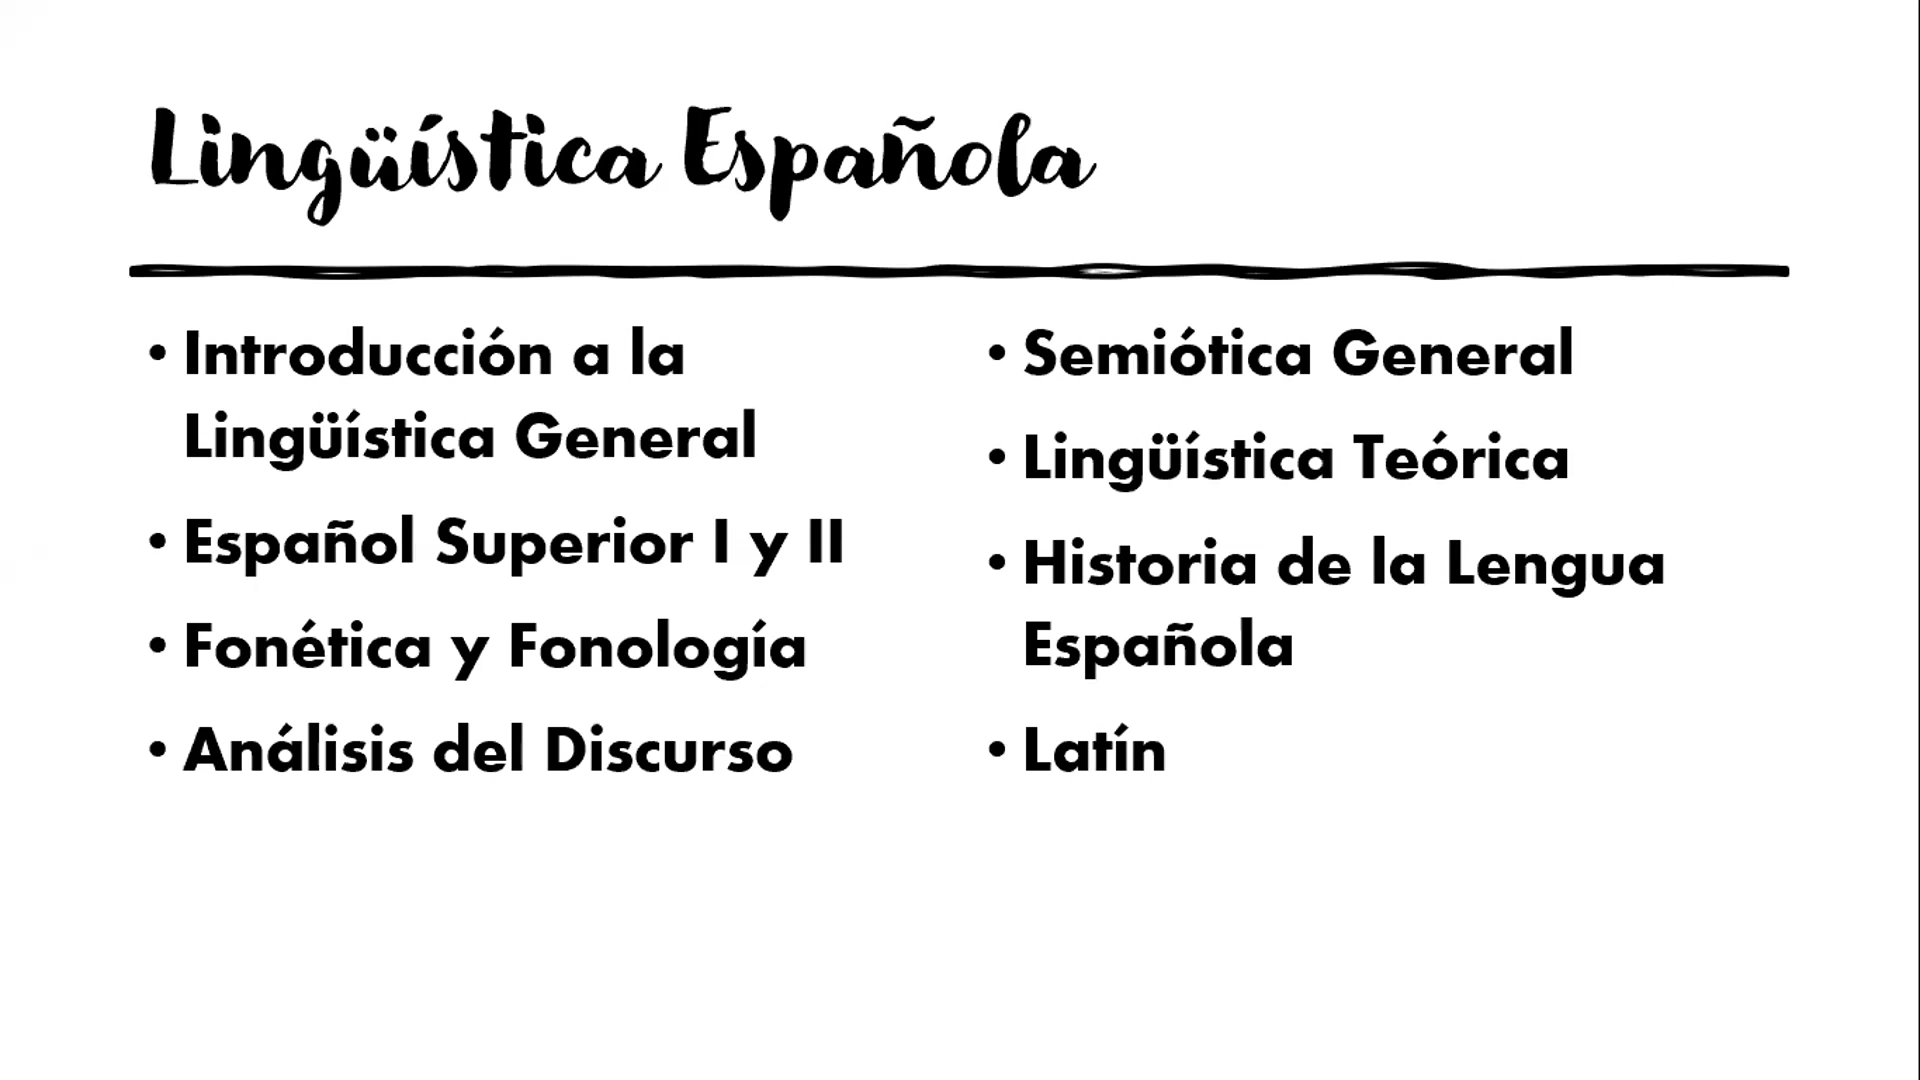 Lingüística Española
• Introducción a la
Lingüística General
• Español Superior I y II
• Fonética y Fonología
• Análisis del Discurso
• Semiótica General
• Lingüística Teórica
• Historia de la Lengua
Española
• Latín